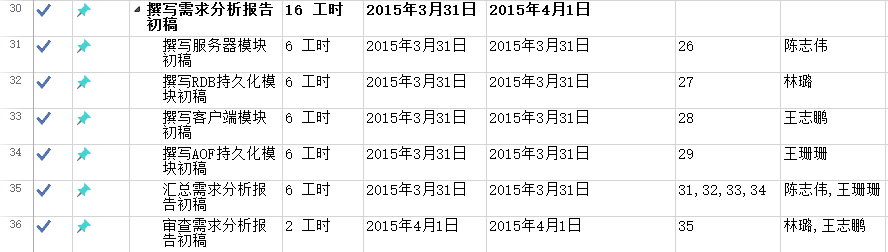 30 撰写需求分析报告初稿 16 工时 2015年3月31日 2015年4月1日
31 撰写服务器模块初稿 6 工时 2015年3月31日 2015年3月31日 26 陈志伟
32 撰写RDB持久化模块初稿 6 工时 2015年3月31日 2015年3月31日 27 林璐
33 撰写客户端模块初稿 6 工时 2015年3月31日 2015年3月31日 28 王志鹏
34 撰写AOF持久化模块初稿 6 工时 2015年3月31日 2015年3月31日 29 王珊珊
35 汇总需求分析报告初稿 6 工时 2015年3月31日 2015年3月31日 31,32,33,34 陈志伟,王珊珊
36 审查需求分析报告初稿 2 工时 2015年4月1日 2015年4月1日 35 林璐,王志鹏